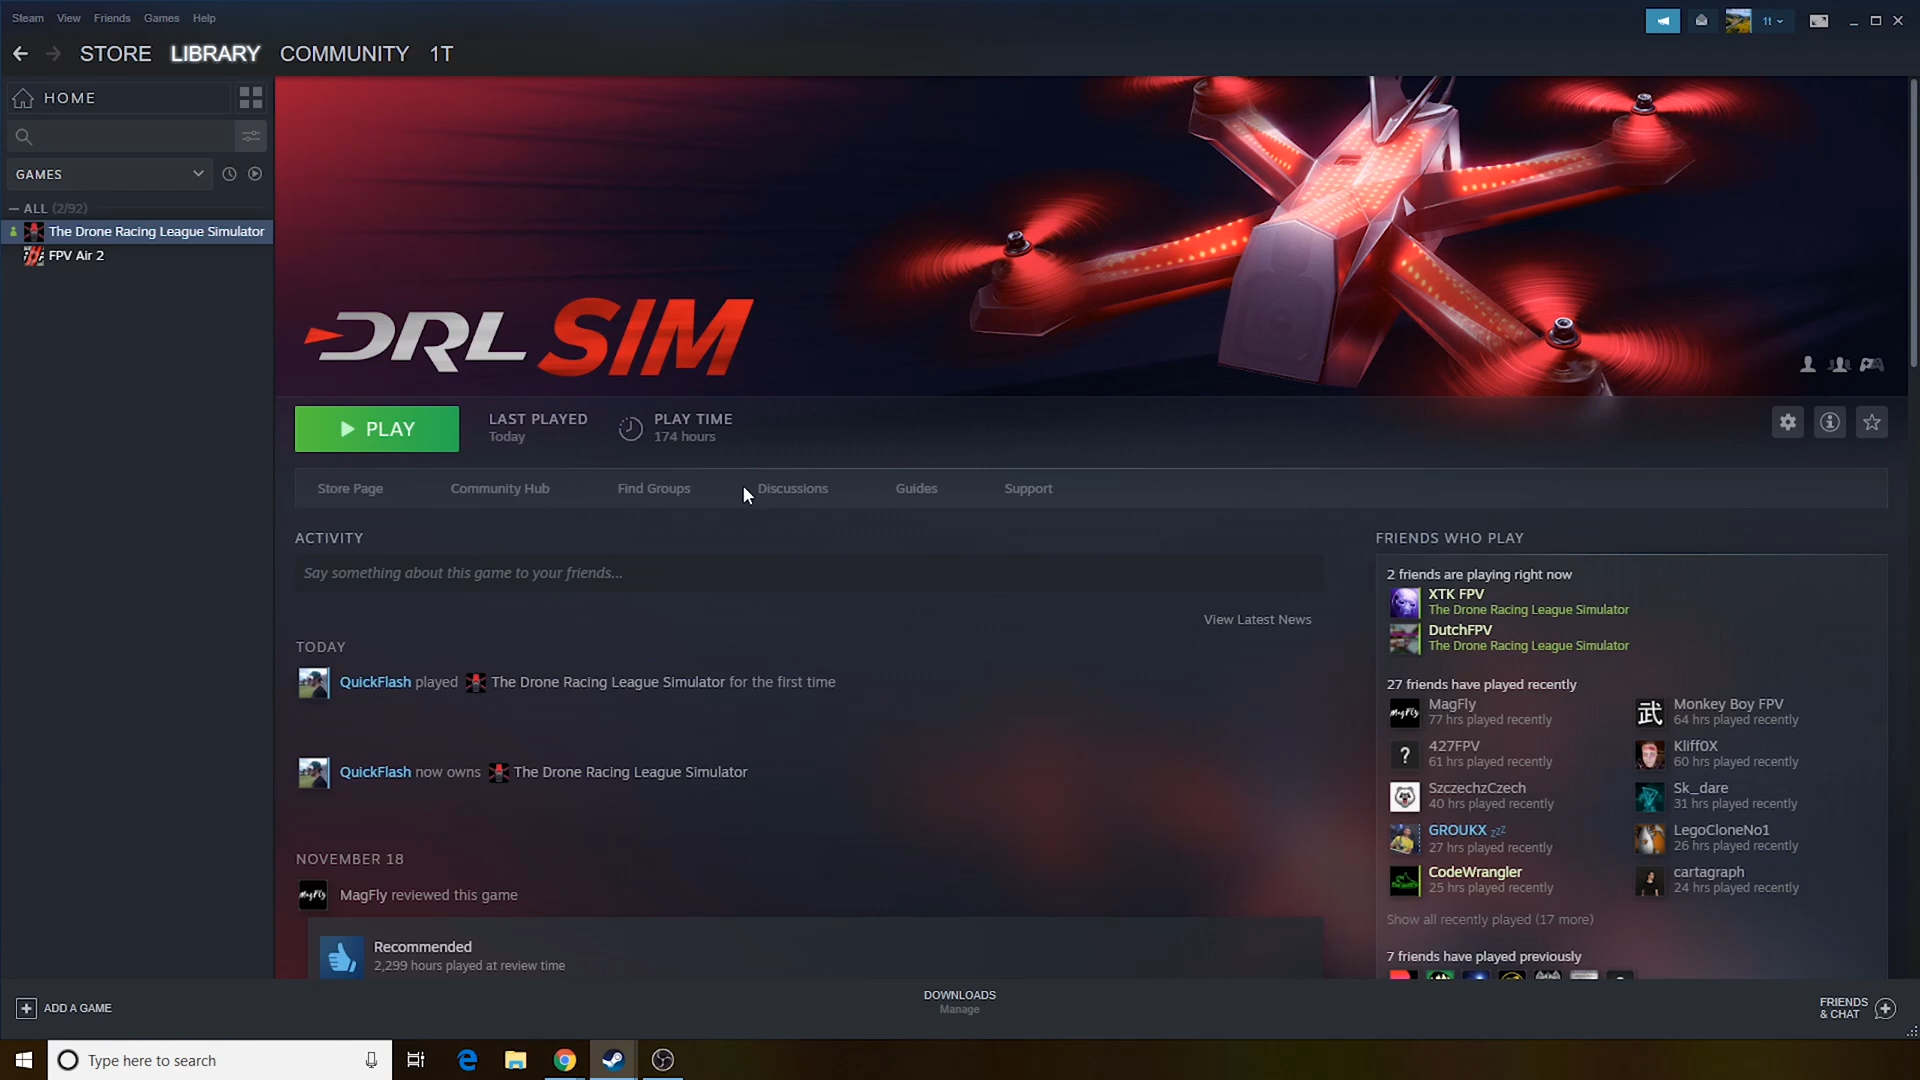 Steam View Friends Games Help
1t
STORE LIBRARY COMMUNITY 1T
HOME
GAMES
— ALL (2/92)
The Drone Racing League Simulator
FPV Air 2
DRL SIM
PLAY
LAST PLAYED
Today
PLAY TIME
174 hours
Store Page Community Hub Find Groups Discussions Guides Support
ACTIVITY
Say something about this game to your friends...
View Latest News
TODAY
QuickFlash played The Drone Racing League Simulator for the first time
QuickFlash now owns The Drone Racing League Simulator
NOVEMBER 18
MagFly
MagFly reviewed this game
Recommended
2,299 hours played at review time
FRIENDS WHO PLAY
2 friends are playing right now
XTK FPV
The Drone Racing League Simulator
DutchFPV
The Drone Racing League Simulator
27 friends have played recently
MagFly
MagFly
77 hrs played recently
武
Monkey Boy FPV
64 hrs played recently
?
427FPV
61 hrs played recently
KliffOX
60 hrs played recently
SzczechzCzech
40 hrs played recently
Sk_dare
31 hrs played recently
GROUKX zzz
27 hrs played recently
LegoCloneNo1
26 hrs played recently
CodeWrangler
25 hrs played recently
cartagraph
24 hrs played recently
Show all recently played (17 more)
7 friends have played previously
ADD A GAME
DOWNLOADS
Manage
FRIENDS
& CHAT
Type here to search